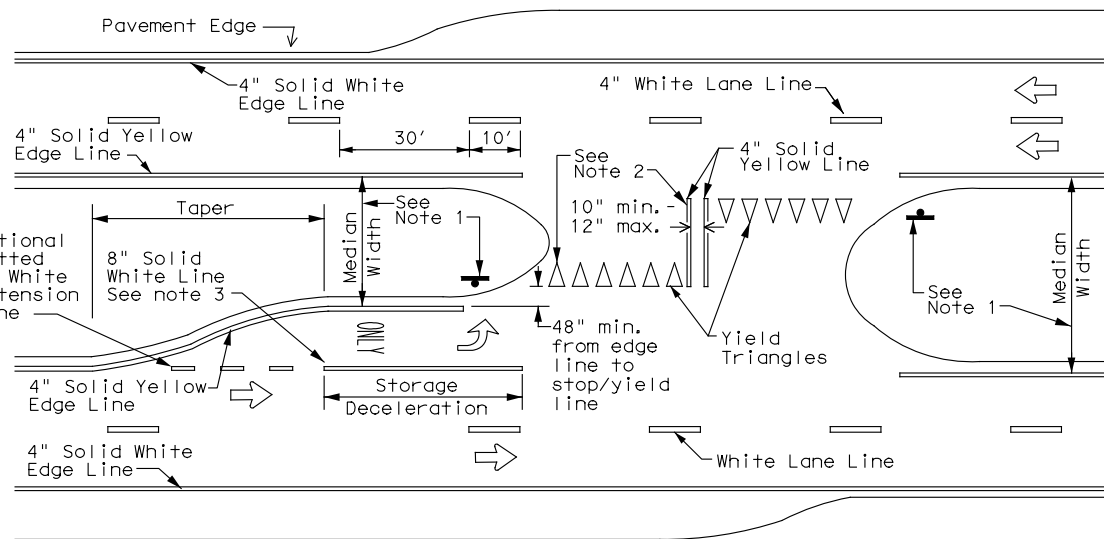 Pavement Edge
4" Solid White
Edge Line
4" White Lane Line
4" Solid Yellow
Edge Line
30'
10'
See
Note 2
4" Solid
Yellow Line
Taper
See
Note 1
10" min.
12" max.
Median
Width
8" Solid
White Line
See note 3
ONLY
48" min.
from edge
line to
stop/yield
line
Yield
Triangles
See
Note 1
Median
Width
4" Solid Yellow
Edge Line
Storage
Deceleration
4" Solid White
Edge Line
White Lane Line
White